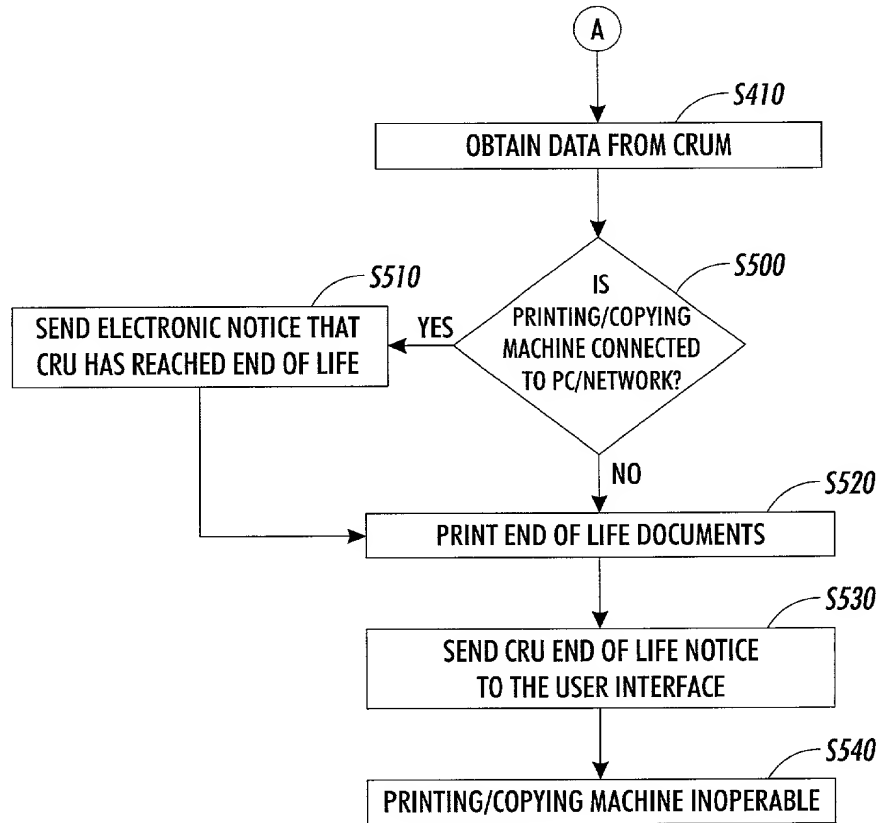 A
S410
OBTAIN DATA FROM CRUM
S500
IS
PRINTING/COPYING
MACHINE CONNECTED
TO PC/NETWORK?
YES
S510
SEND ELECTRONIC NOTICE THAT
CRU HAS REACHED END OF LIFE
NO
S520
PRINT END OF LIFE DOCUMENTS
S530
SEND CRU END OF LIFE NOTICE
TO THE USER INTERFACE
S540
PRINTING/COPYING MACHINE INOPERABLE